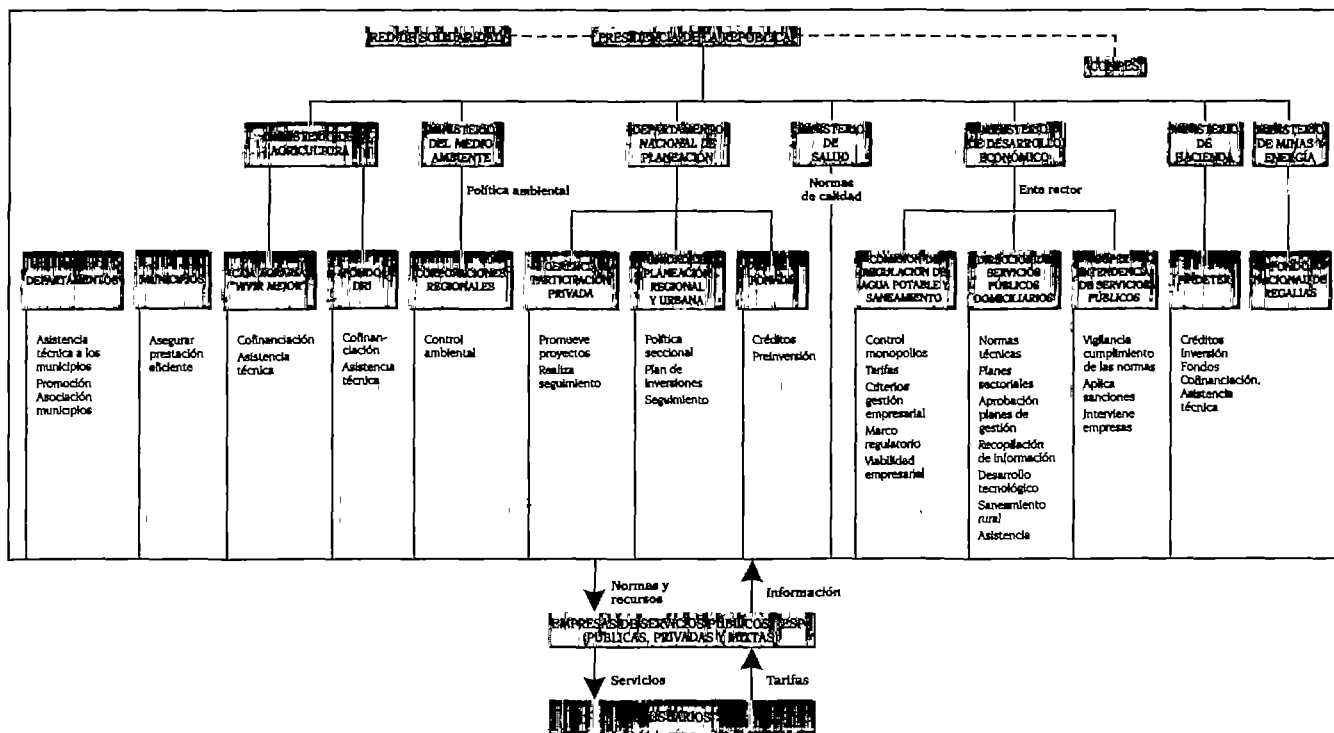 RED DE SOLIDARIDAD
PRESIDENCIA DE LA REPÚBLICA
CONPES
MINISTERIO DE
AGRICULTURA
MINISTERIO
DEL MEDIO
AMBIENTE
DEPARTAMENTO
NACIONAL DE
PLANEACIÓN
MINISTERIO
DE
SALUD
MINISTERIO
DE DESARROLLO
ECONÓMICO
MINISTERIO
DE
HACIENDA
MINISTERIO
DE MINAS Y
ENERGÍA
Política ambiental
Normas
de calidad
Ente rector
DEPARTAMENTOS
MUNICIPIOS
CAJA AGRARIA
"VIVIR MEJOR"
FONDO
DRI
CORPORACIONES
REGIONALES
GERENCIA
PARTICIPACIÓN
PRIVADA
PLANEACIÓN
REGIONAL
Y URBANA
FONADE
COMISIÓN DE
REGULACIÓN DE
AGUA POTABLE Y
SANEAMIENTO
DIRECCIÓN DE
SERVICIOS
PÚBLICOS
DOMICILIARIOS
SUPER-
INTENDENCIA
DE SERVICIOS
PÚBLICOS
FINDETER
FONDO
NACIONAL DE
REGALÍAS
Asistencia
técnica a los
municipios
Promoción
Asociación
municipios
Asegurar
prestación
eficiente
Cofinanciación
Asistencia
técnica
Cofinan-
ciación
Asistencia
técnica
Control
ambiental
Promueve
proyectos
Realiza
seguimiento
Política
seccional
Plan de
inversiones
Seguimiento
Créditos
Preinversión
Control
monopolios
Tarifas
Criterios
gestión
empresarial
Marco
regulatorio
Viabilidad
empresarial
Normas
técnicas
Planes
sectoriales
Aprobación
planes de
gestión
Recopilación
de información
Desarrollo
tecnológico
Saneamiento
rural
Asistencia
Vigilancia
cumplimiento
de las normas
Aplica
sanciones
Interviene
empresas
Créditos
Inversión
Fondos
Cofinanciación,
Asistencia
técnica
Normas y
recursos
Información
EMPRESAS DE SERVICIOS PÚBLICOS (ESP)
(PÚBLICAS, PRIVADAS Y MIXTAS)
Servicios
Tarifas
USUARIOS